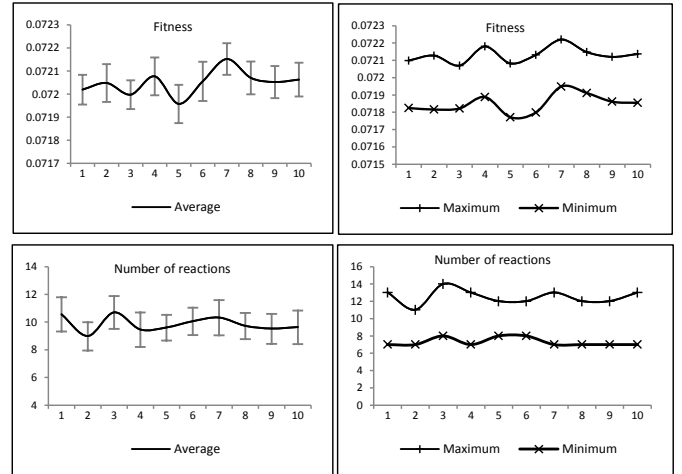 Fitness
0.0723
0.0722
0.0721
0.072
0.0719
0.0718
0.0717
1 2 3 4 5 6 7 8 9 10
Average
Fitness
0.0723
0.0722
0.0721
0.072
0.0719
0.0718
0.0717
0.0716
0.0715
1 2 3 4 5 6 7 8 9 10
Maximum Minimum
Number of reactions
14
12
10
8
6
4
1 2 3 4 5 6 7 8 9 10
Average
Number of reactions
16
14
12
10
8
6
4
2
0
1 2 3 4 5 6 7 8 9 10
Maximum Minimum